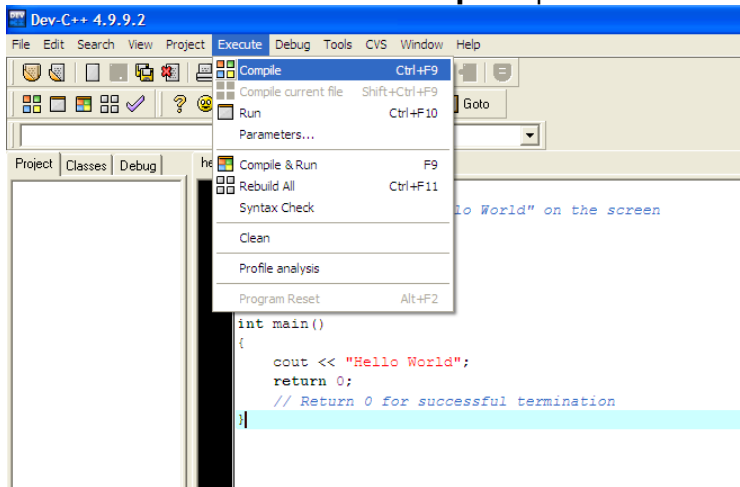 Dev-C++ 4.9.9.2
File Edit Search View Project Execute Debug Tools CVS Window Help
Compile Ctrl+F9
Compile current file Shift+Ctrl+F9
Goto
Run Ctrl+F10
Parameters...
Project Classes Debug he
Compile & Run F9
Rebuild All Ctrl+F11
Syntax Check
lo World" on the screen
Clean
Profile analysis
Program Reset Alt+F2
int main()
{
cout << "Hello World";
return 0;
// Return 0 for successful termination
}